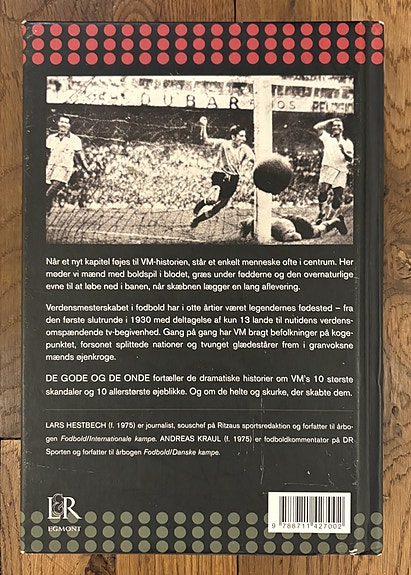 DUBAR
Når et nyt kapitel føjes til VM-historien, står et enkelt menneske ofte i centrum. Her
møder vi mænd med boldspil i blodet, græs under fødderne og den overnaturlige
evne til at løbe ned i banen, når skæbnen lægger en lang aflevering.
Verdensmesterskabet i fodbold har i otte årtier været legendernes fødested – fra
den første slutrunde i 1930 med deltagelse af kun 13 lande til nutidens verdens-
omspændende tv-begivenhed. Gang på gang har VM bragt befolkninger på koge-
punktet, forsonet splittede nationer og tvunget glædestårer frem i granvoksne
mænds øjenkroge.
DE GODE OG DE ONDE fortæller de dramatiske historier om VM's 10 største
skandaler og 10 allerstørste øjeblikke. Og om de helte og skurke, der skabte dem.
LARS HESTBECH (f. 1975) er journalist, souschef på Ritzaus sportsredaktion og forfatter til årbo-
gen Fodbold/Internationale kampe. ANDREAS KRAUL (f. 1975) er fodboldkommentator på DR
Sporten og forfatter til årbogen Fodbold/Danske kampe.
L&R
EGMONT
9 788711 427002